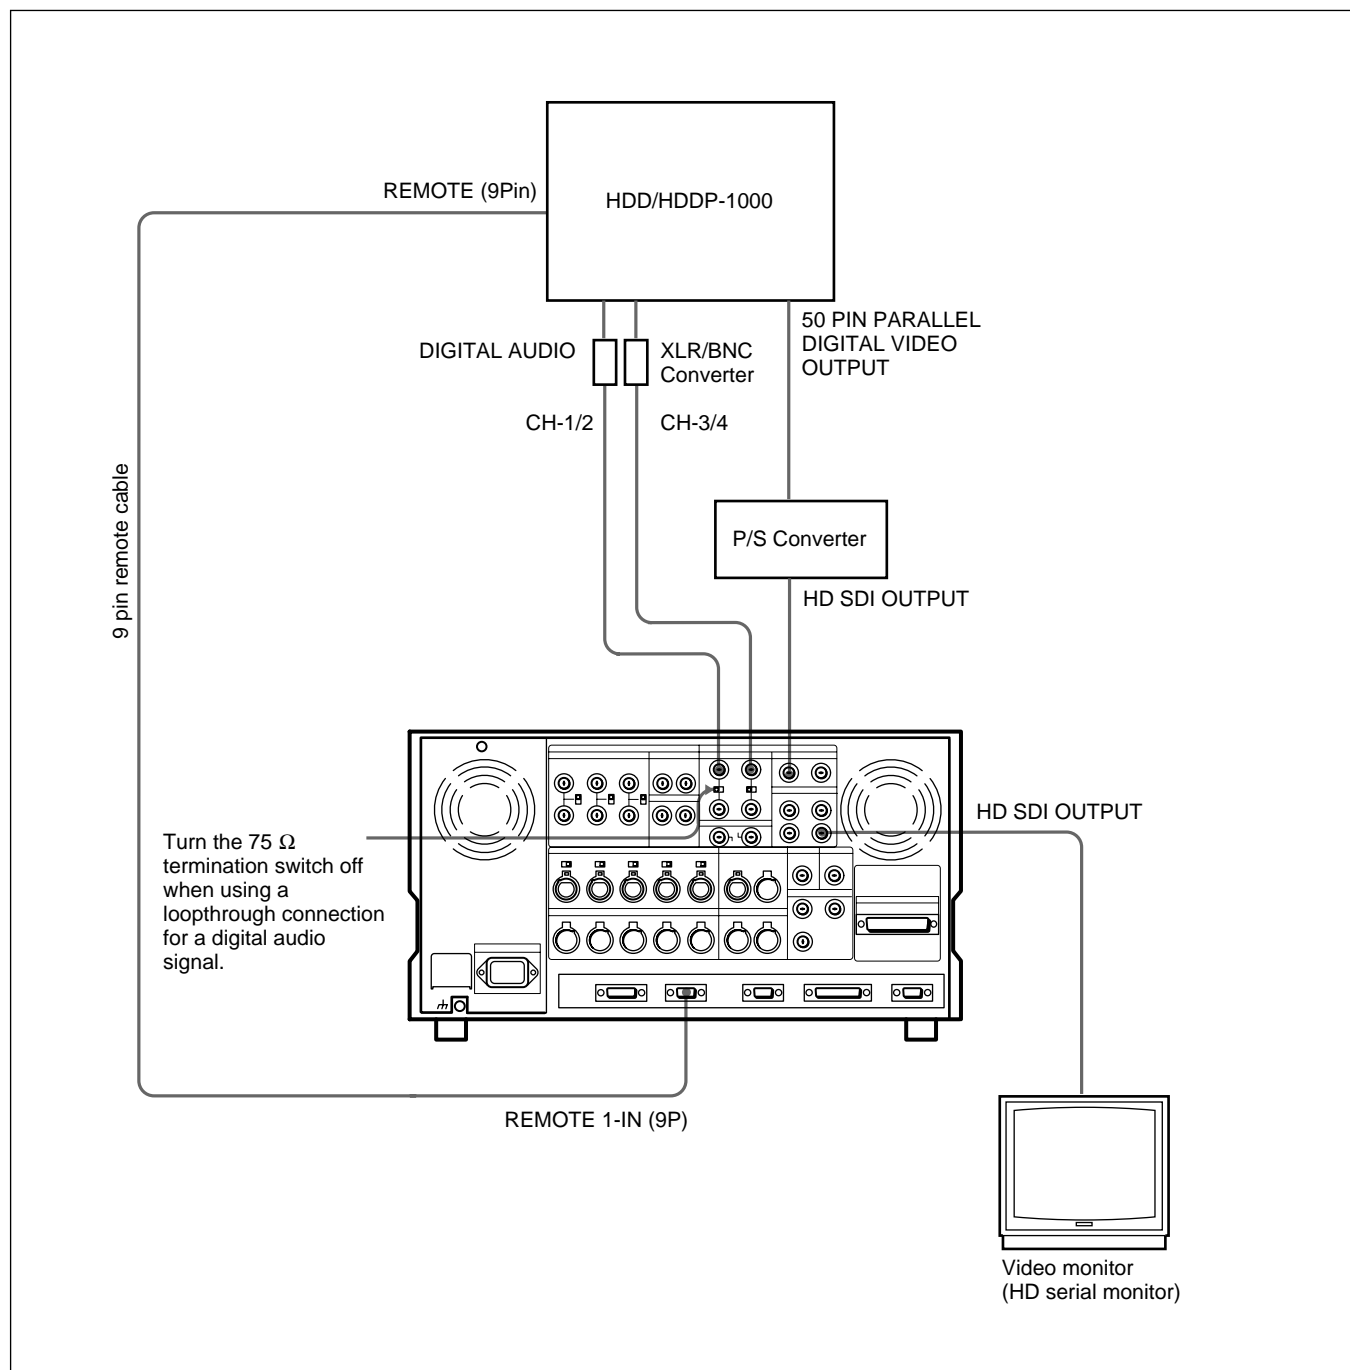 REMOTE (9Pin)
HDD/HDDP-1000
50 PIN PARALLEL
DIGITAL VIDEO
OUTPUT
DIGITAL AUDIO
XLR/BNC
Converter
CH-1/2
CH-3/4
9 pin remote cable
P/S Converter
HD SDI OUTPUT
HD SDI OUTPUT
Turn the 75 Ω
termination switch off
when using a
loopthrough connection
for a digital audio
signal.
REMOTE 1-IN (9P)
Video monitor
(HD serial monitor)